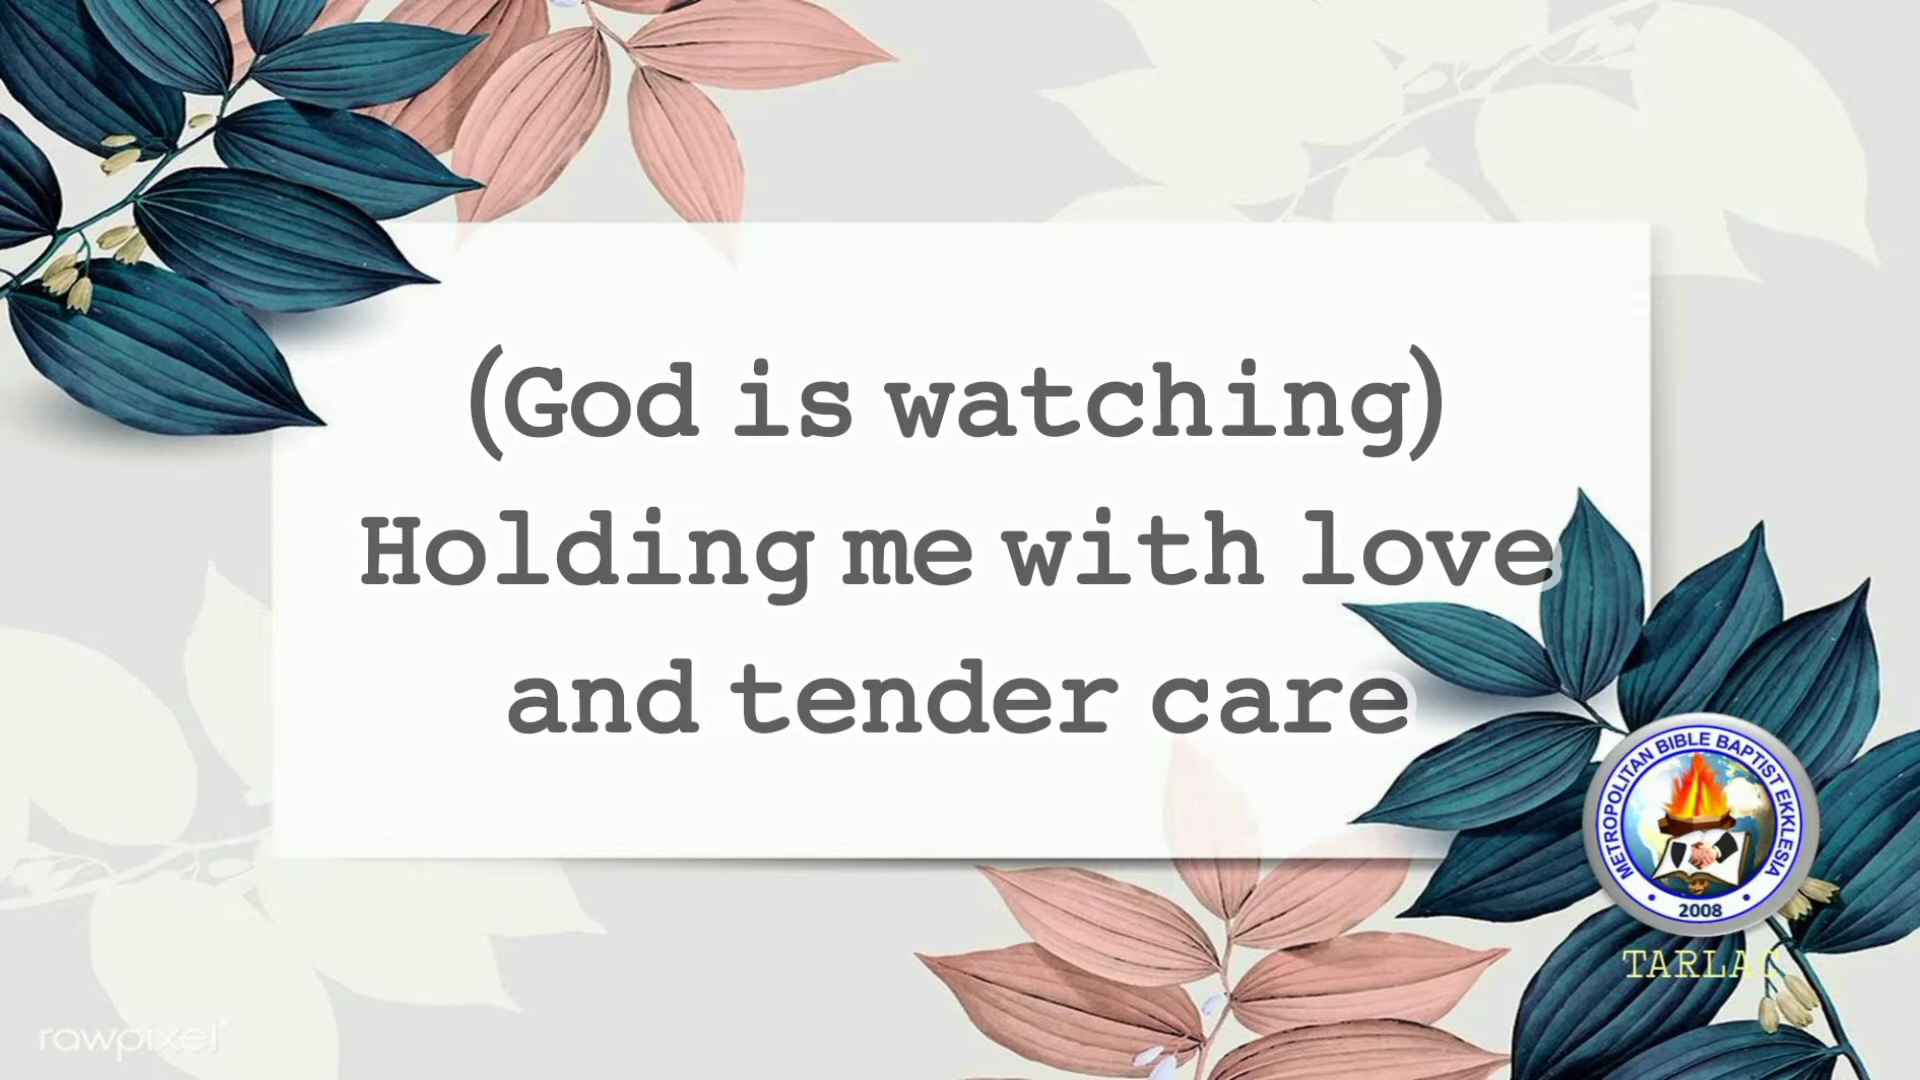 (God is watching)
Holding me with love
and tender care
METROPOLITAN BIBLE BAPTIST EKKLESIA
2008
TARLAC
rawpixel